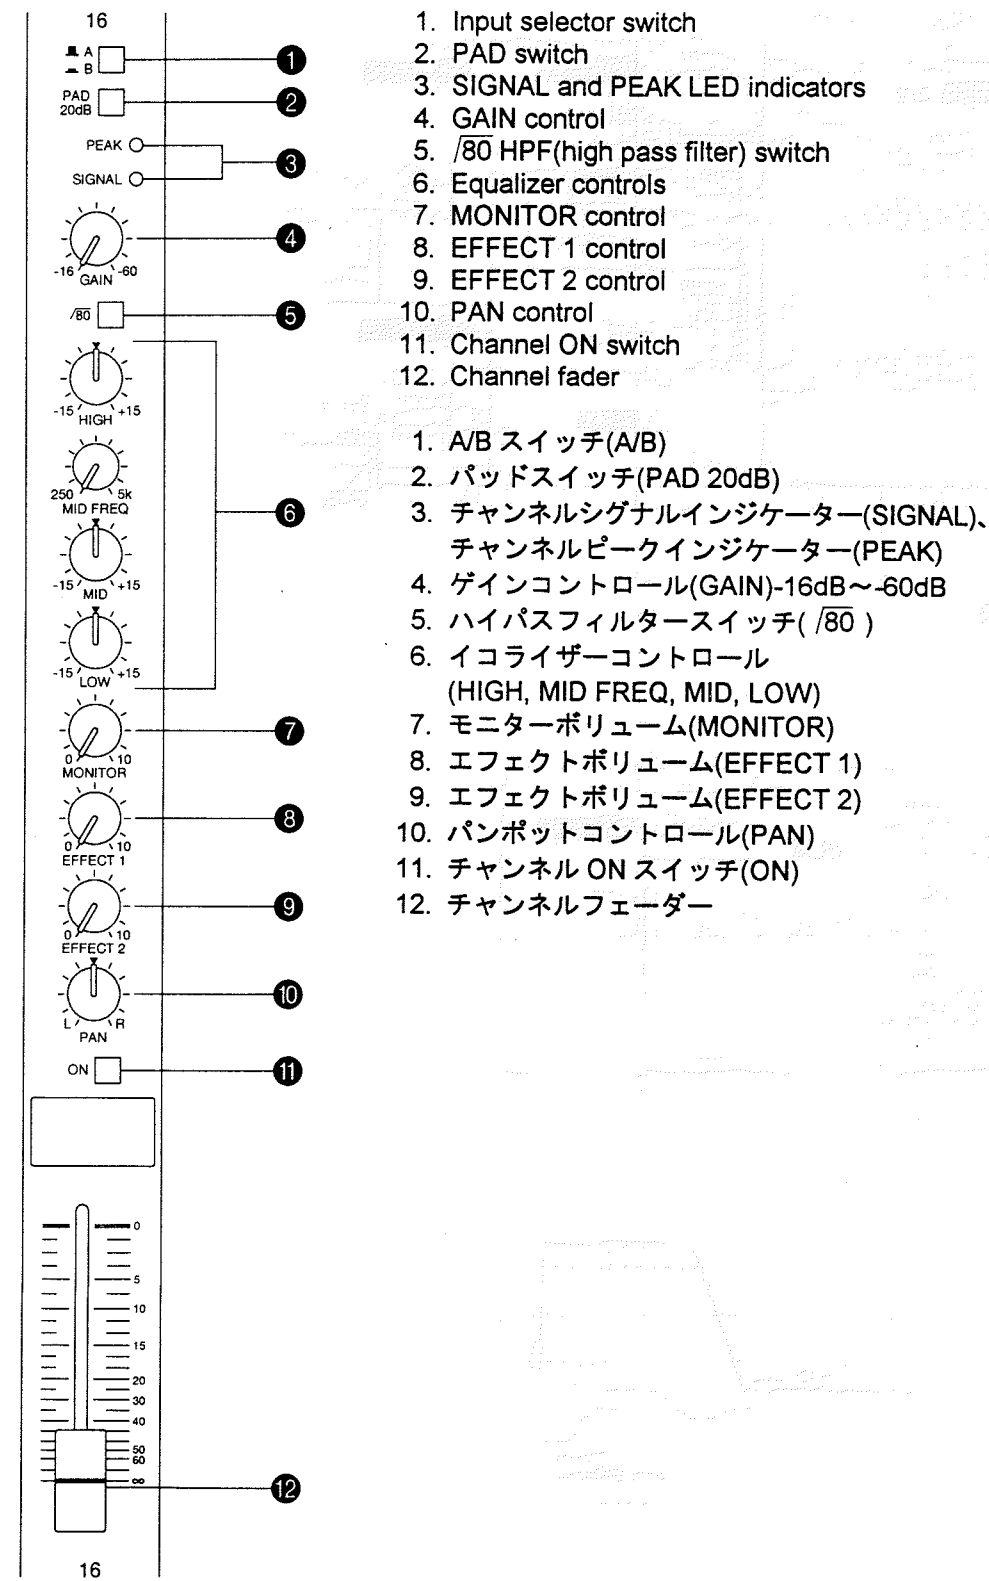 16
A
B
1
PAD
20dB
2
PEAK
SIGNAL
3
-16 -60
GAIN
4
/80
5
-15 +15
HIGH
250 5k
MID FREQ
6
-15 +15
MID
-15 +15
LOW
0 10
MONITOR
7
0 10
EFFECT 1
8
0 10
EFFECT 2
9
L R
PAN
10
ON
11
0
5
10
15
20
30
40
50
60
∞
12
16
1. Input selector switch
2. PAD switch
3. SIGNAL and PEAK LED indicators
4. GAIN control
5. /80 HPF(high pass filter) switch
6. Equalizer controls
7. MONITOR control
8. EFFECT 1 control
9. EFFECT 2 control
10. PAN control
11. Channel ON switch
12. Channel fader
1. A/B スイッチ(A/B)
2. パッドスイッチ(PAD 20dB)
3. チャンネルシグナルインジケーター(SIGNAL)、
チャンネルピークインジケーター(PEAK)
4. ゲインコントロール(GAIN)-16dB～-60dB
5. ハイパスフィルタースイッチ( /80 )
6. イコライザーコントロール
(HIGH, MID FREQ, MID, LOW)
7. モニターボリューム(MONITOR)
8. エフェクトボリューム(EFFECT 1)
9. エフェクトボリューム(EFFECT 2)
10. パンポットコントロール(PAN)
11. チャンネル ON スイッチ(ON)
12. チャンネルフェーダー